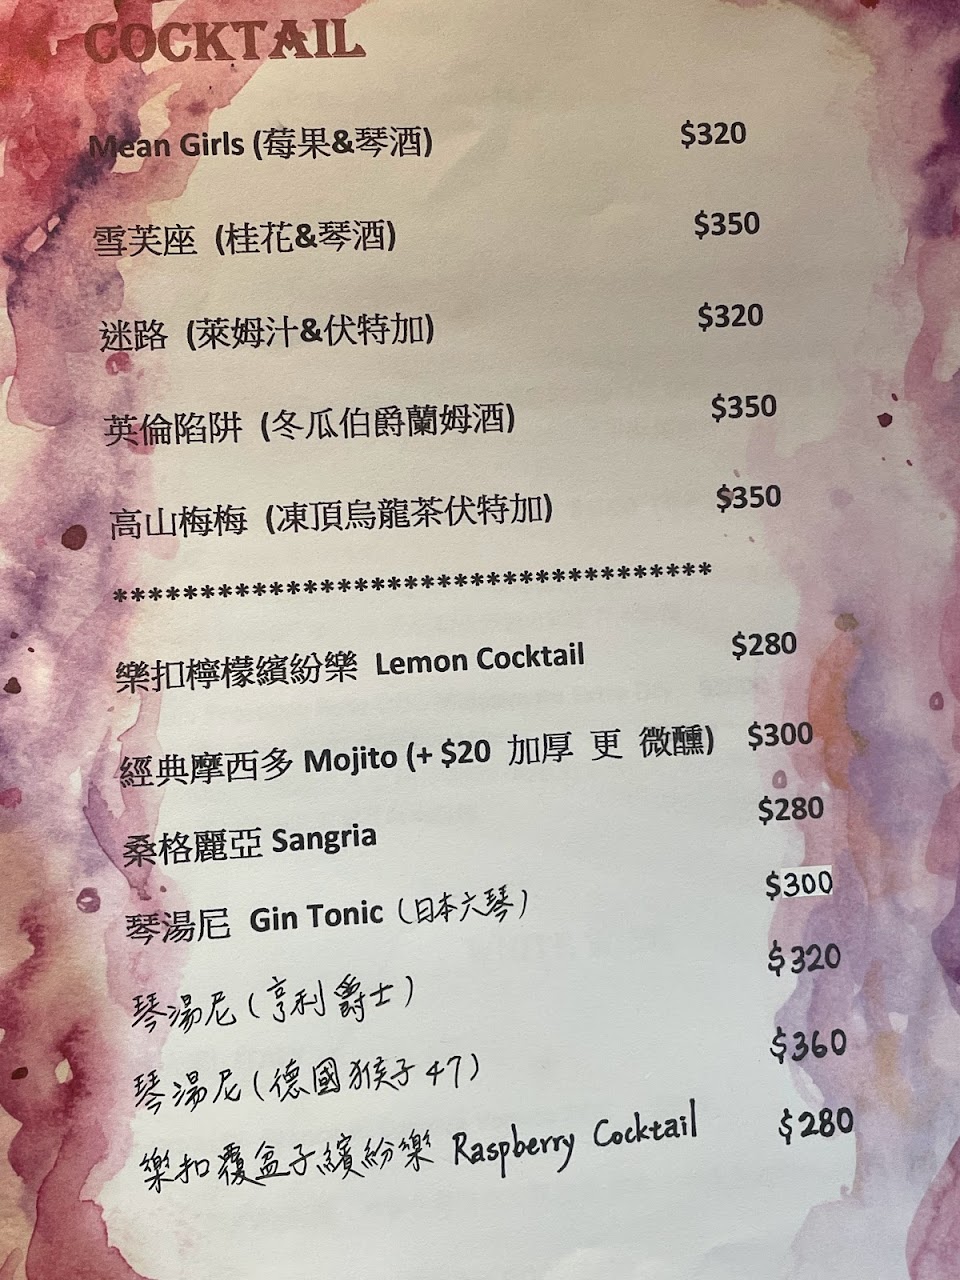 COCKTAIL
Mean Girls (莓果&琴酒) $320
雪芙座 (桂花&琴酒) $350
迷路 (萊姆汁&伏特加) $320
英倫陷阱 (冬瓜伯爵蘭姆酒) $350
高山梅梅 (凍頂烏龍茶伏特加) $350
***********************************
樂扣檸檬繽紛樂 Lemon Cocktail $280
經典摩西多 Mojito (+ $20 加厚 更 微醺) $300
桑格麗亞 Sangria $280
琴湯尼 Gin Tonic (日本六琴) $300
琴湯尼 (亨利爵士) $320
琴湯尼 (德國猴子47) $360
樂扣覆盆子繽紛樂 Raspberry Cocktail $280